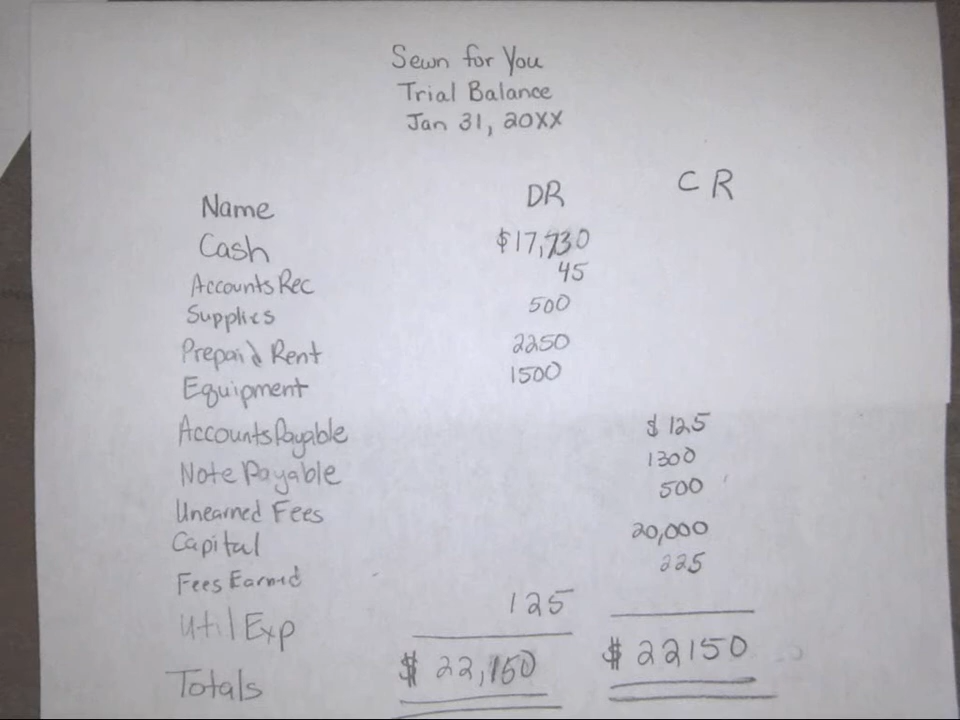 Sewn for You
Trial Balance
Jan 31, 20XX
Name DR CR
Cash $17,730
Accounts Rec 45
Supplies 500
Prepaid Rent 2250
Equipment 1500
Accounts Payable $125
Note Payable 1300
Unearned Fees 500
Capital 20,000
Fees Earned 225
Util Exp 125
Totals $22,150 $22150